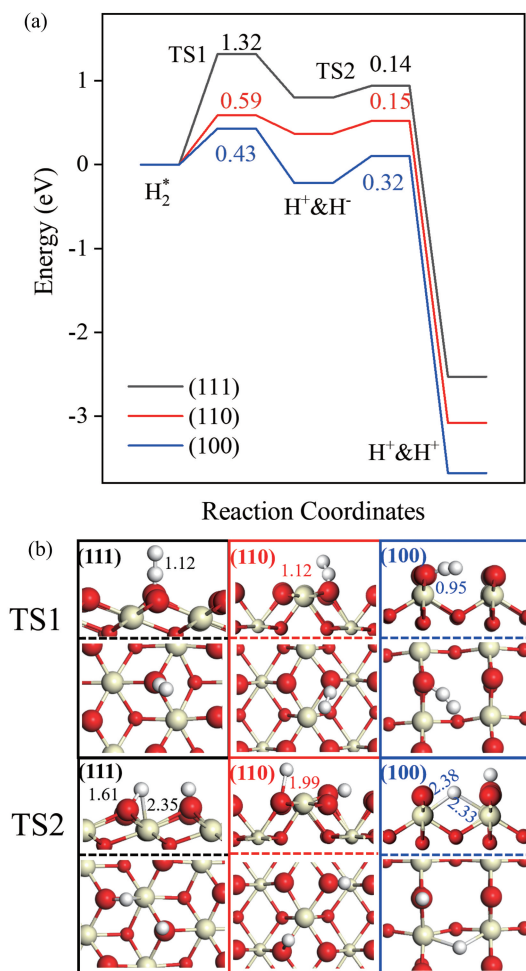 (a)
TS1
1.32
TS2
0.14
1
0.59
0.15
0
0.43
0.32
H₂*
H⁺&H⁻
Energy (eV)
-1
-2
-3
(111)
(110)
(100)
H⁺&H⁺
Reaction Coordinates
(b)
(111)
1.12
(110)
1.12
(100)
0.95
TS1
(111)
1.61
2.35
(110)
1.99
(100)
2.38
2.33
TS2